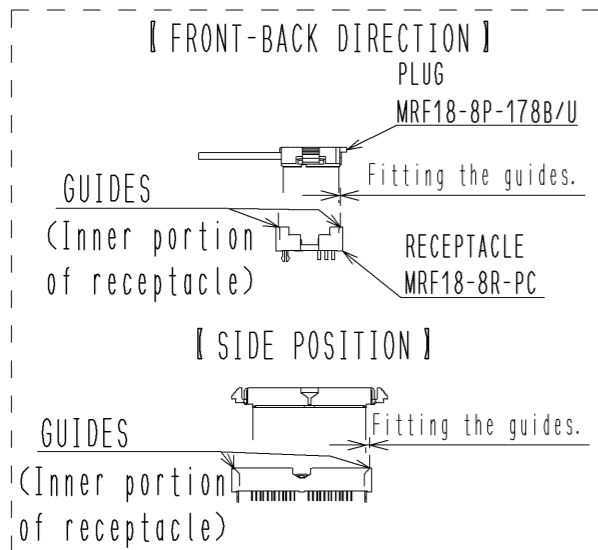 【 FRONT-BACK DIRECTION 】
PLUG
MRF18-8P-178B/U
Fitting the guides.
GUIDES
(Inner portion
of receptacle)
RECEPTACLE
MRF18-8R-PC
【 SIDE POSITION 】
Fitting the guides.
GUIDES
(Inner portion
of receptacle)